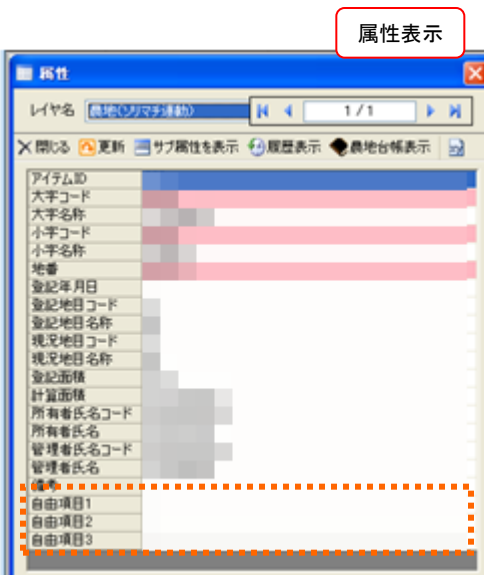 属性表示
属性
レイヤ名 農地(ソリマチ連動) 1/1
閉じる 更新 サブ属性を表示 履歴表示 農地台帳表示
アイテムID
大字コード
大字名称
小字コード
小字名称
地番
登記年月日
登記地目コード
登記地目名称
現況地目コード
現況地目名称
登記面積
計算面積
所有者氏名コード
所有者氏名
管理者氏名コード
管理者氏名
備考
自由項目1
自由項目2
自由項目3